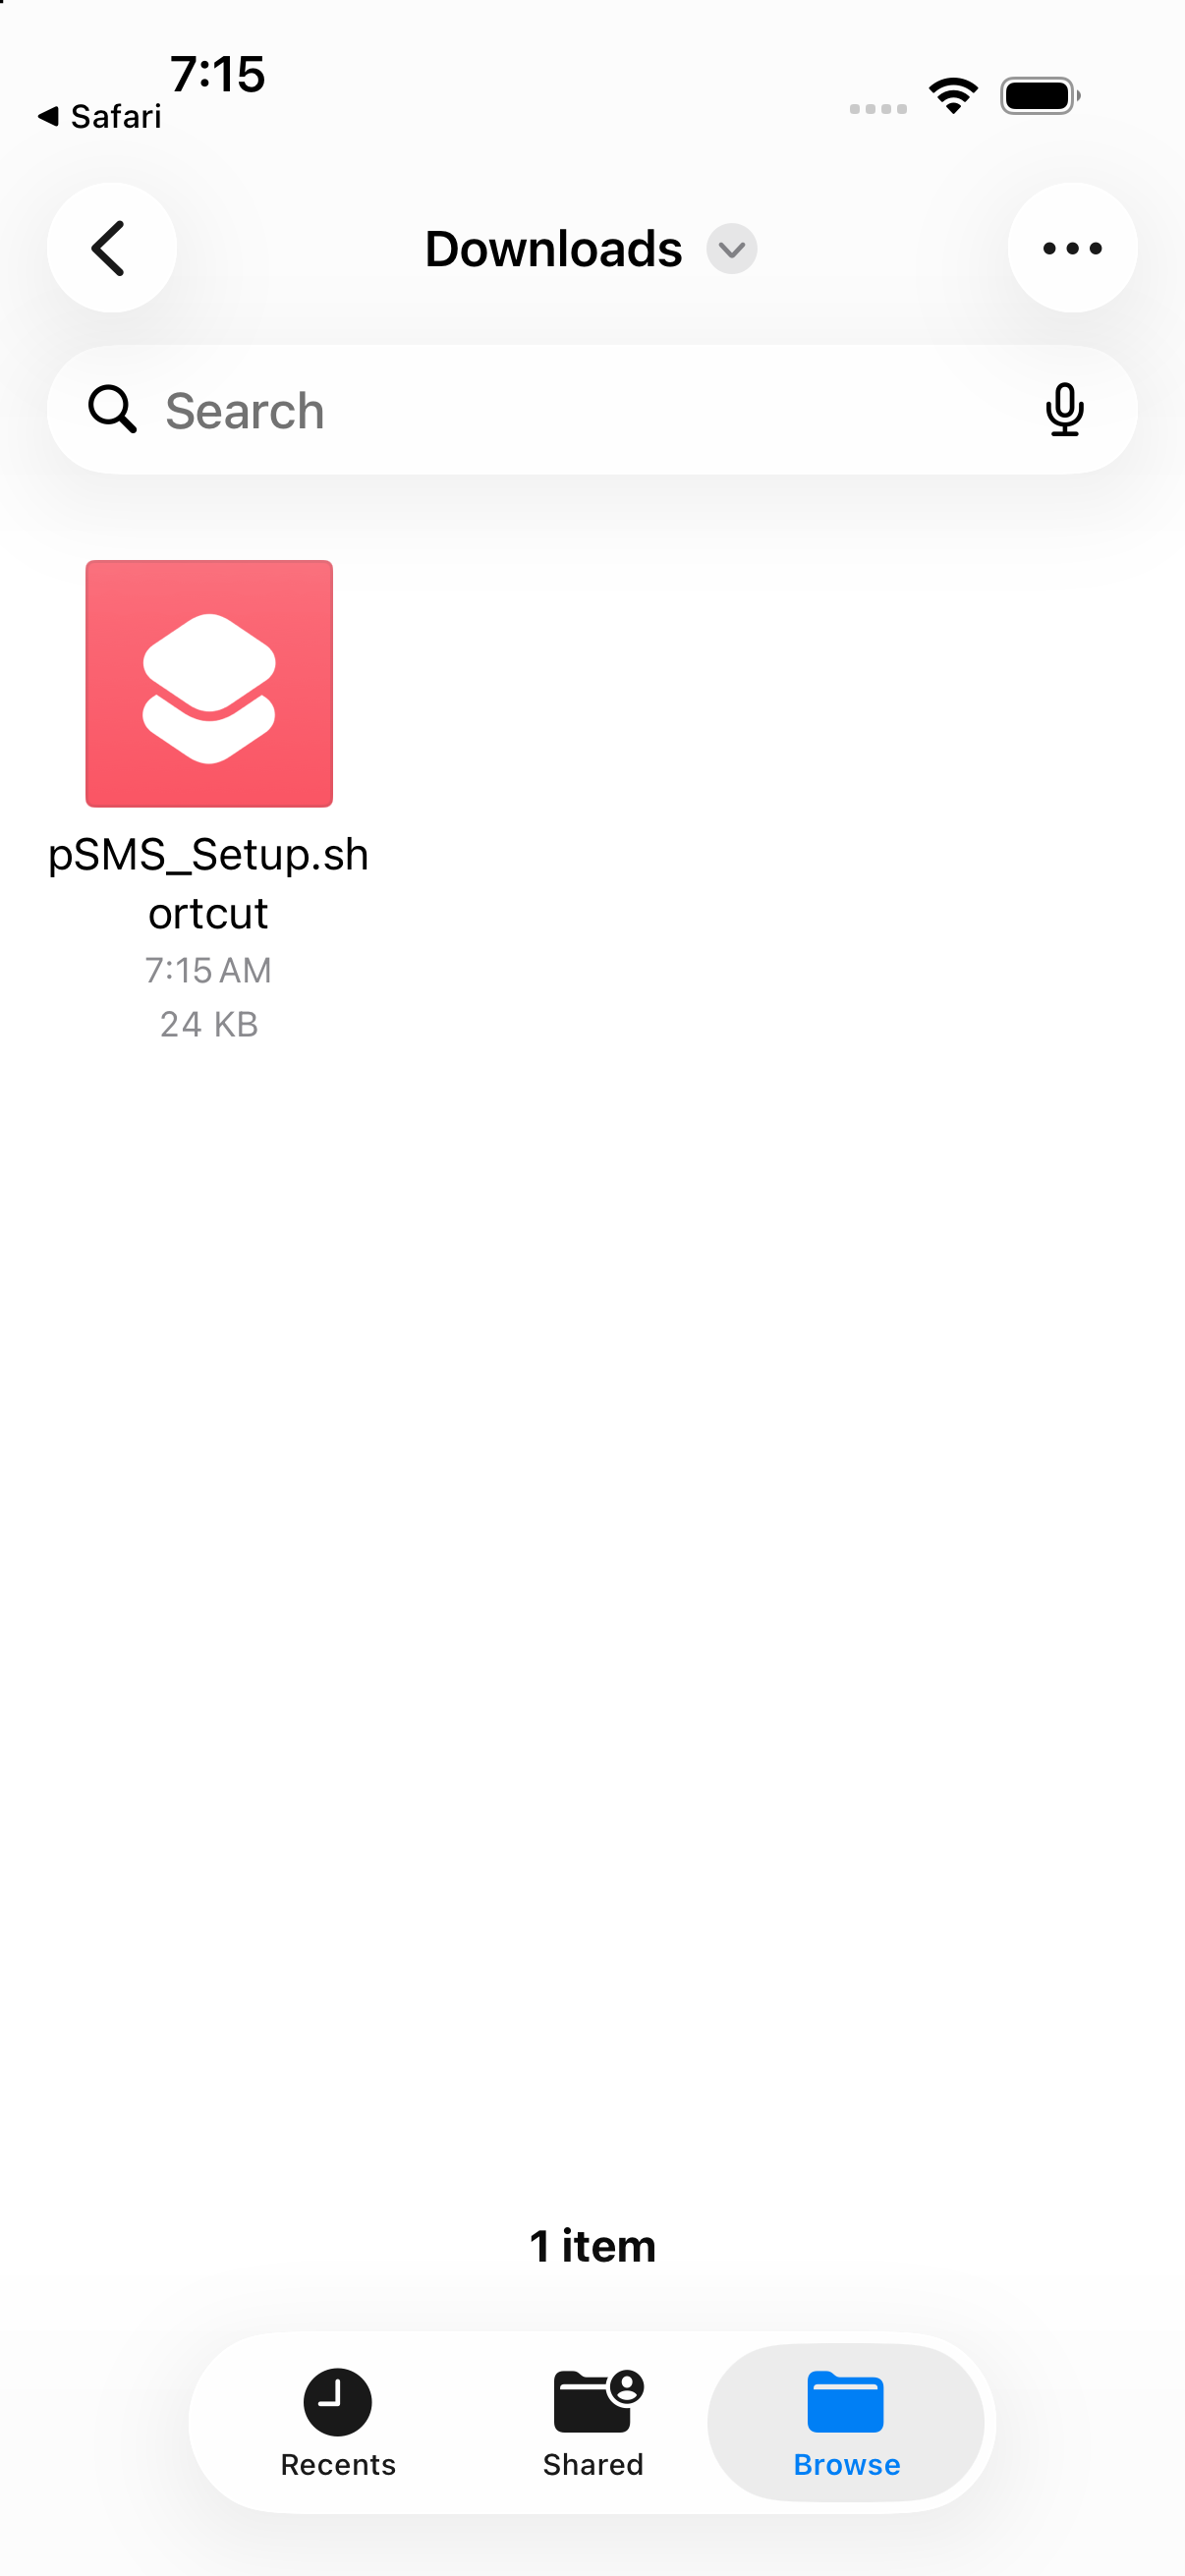 7:15
◀ Safari
Downloads
Search
pSMS_Setup.sh
ortcut
7:15 AM
24 KB
1 item
Recents
Shared
Browse